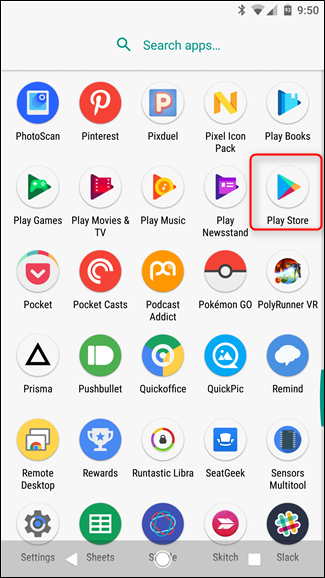 92 9:50
Search apps...
PhotoScan Pinterest Pixduel Pixel Icon Pack Play Books
Play Games Play Movies & TV Play Music Play Newsstand Play Store
Pocket Pocket Casts Podcast Addict Pokémon GO PolyRunner VR
Prisma Pushbullet Quickoffice QuickPic Remind
Remote Desktop Rewards Runtastic Libra SeatGeek Sensors Multitool
Settings Sheets Skitch Slack